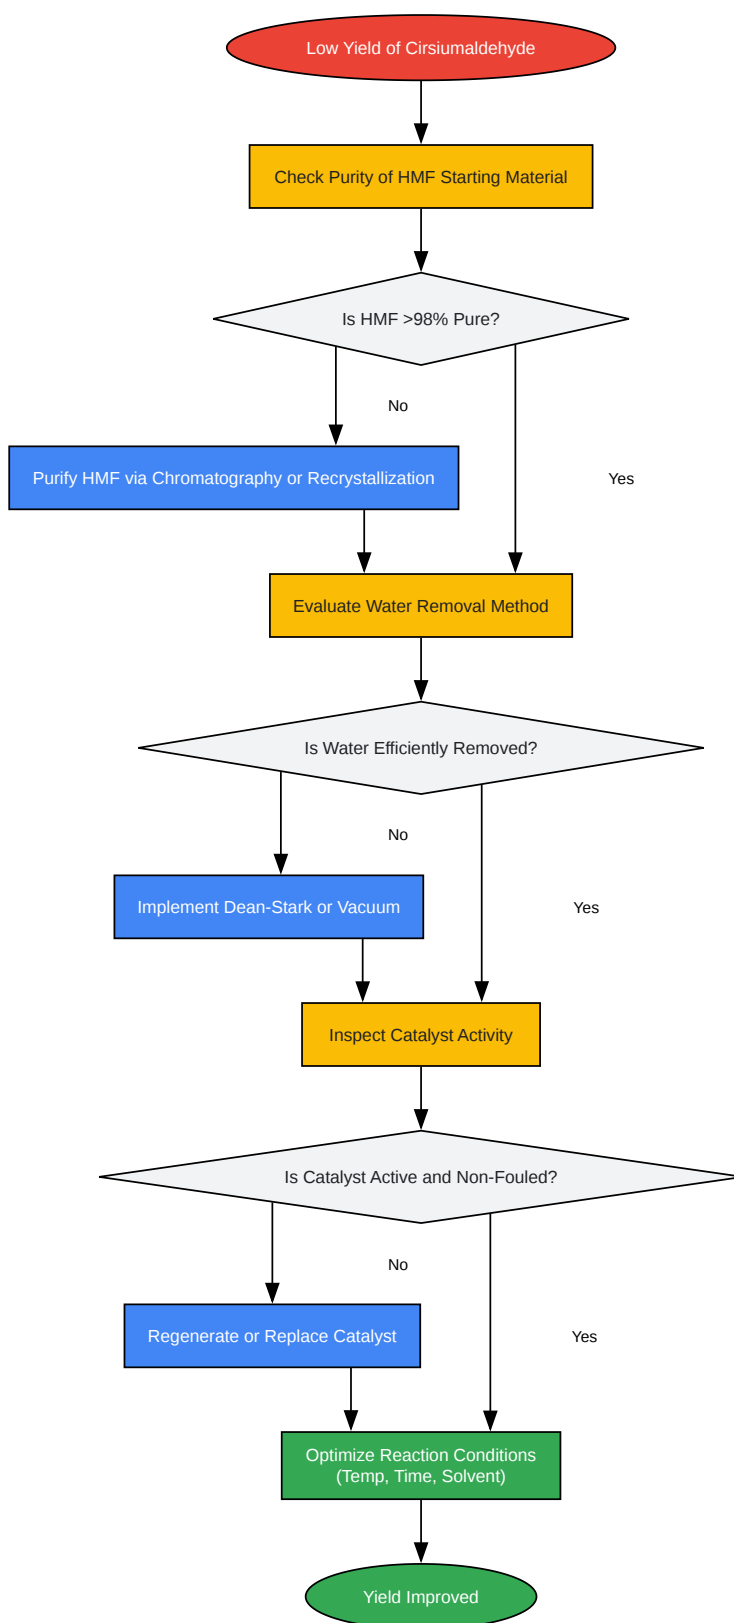 Low Yield of Cirsiumaldehyde
Check Purity of HMF Starting Material
Is HMF >98% Pure?
No
Purify HMF via Chromatography or Recrystallization
Yes
Evaluate Water Removal Method
Is Water Efficiently Removed?
No
Implement Dean-Stark or Vacuum
Yes
Inspect Catalyst Activity
Is Catalyst Active and Non-Fouled?
No
Regenerate or Replace Catalyst
Yes
Optimize Reaction Conditions
(Temp, Time, Solvent)
Yield Improved